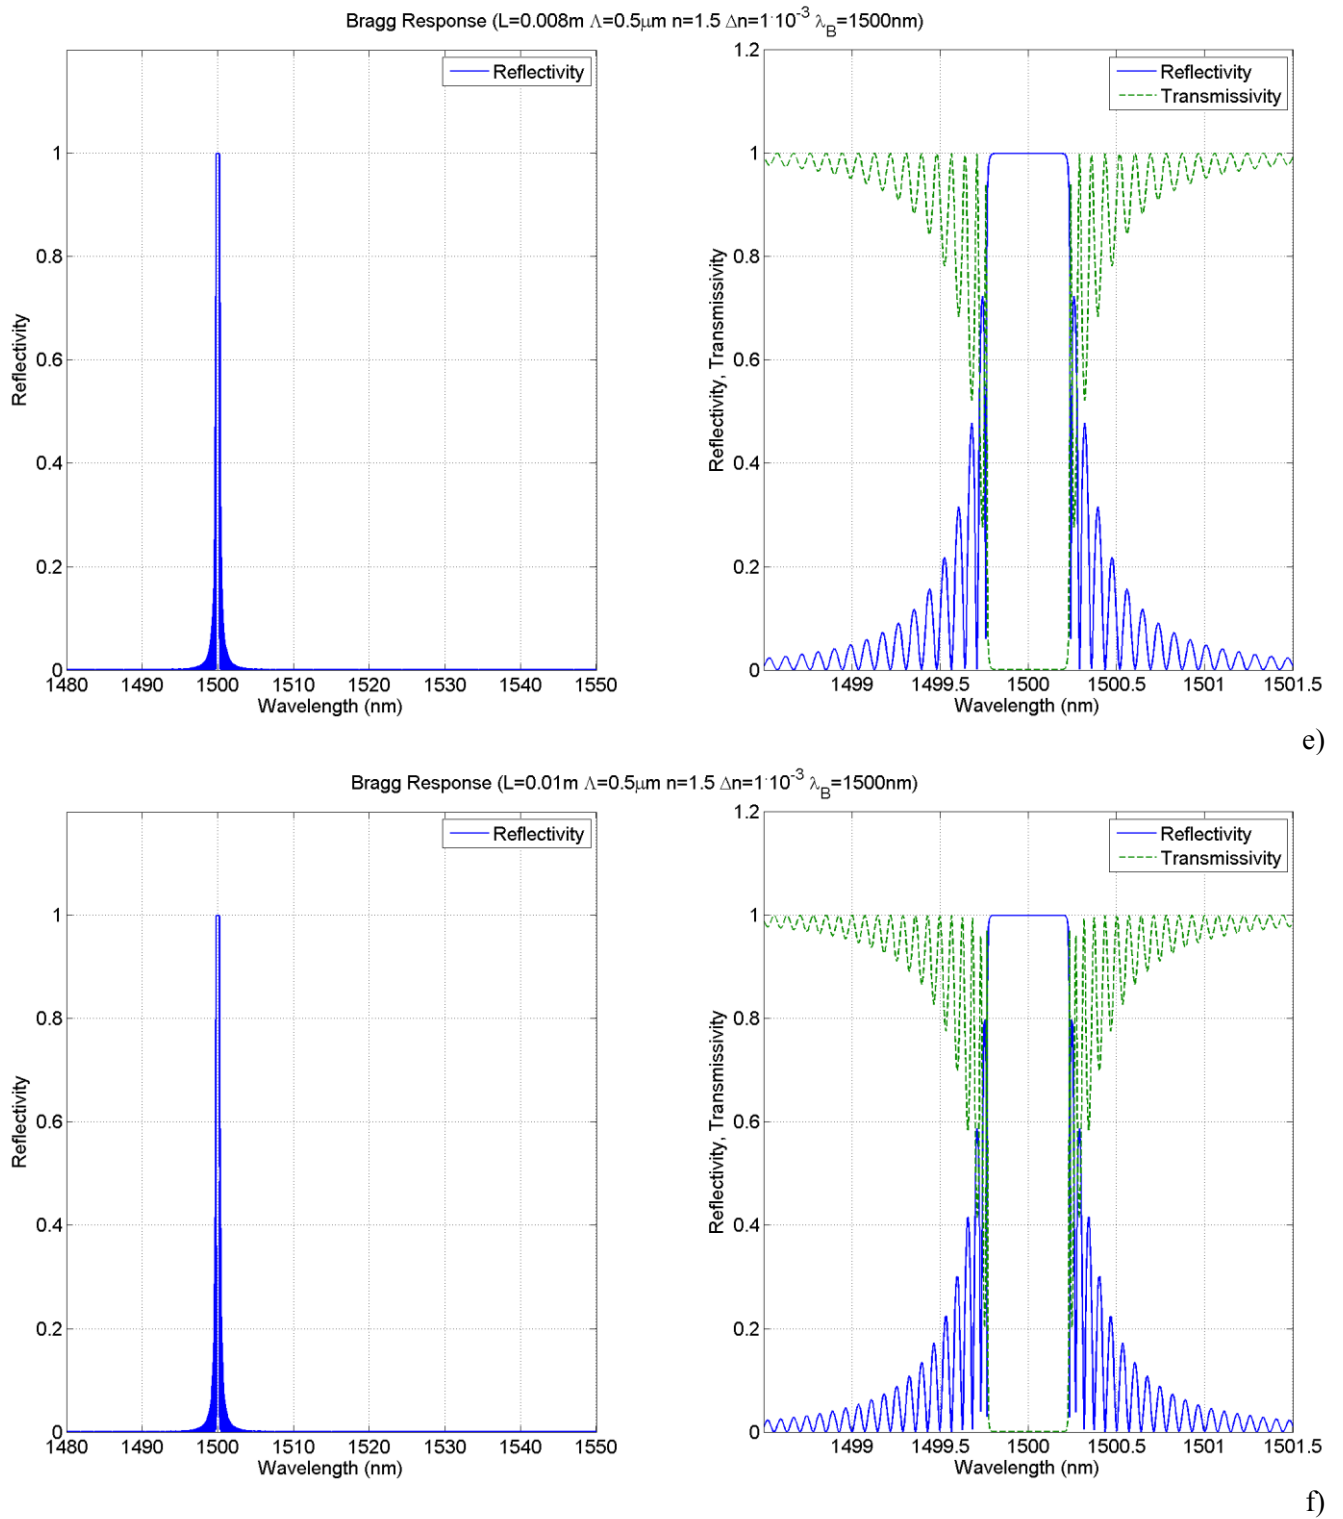 Bragg Response (L=0.008m Λ=0.5μm n=1.5 Δn=1·10⁻³ λ_B=1500nm)
Reflectivity
Reflectivity
1
0.8
0.6
0.4
0.2
0
1480 1490 1500 1510 1520 1530 1540 1550
Wavelength (nm)
Reflectivity
Transmissivity
Reflectivity, Transmissivity
1.2
1
0.8
0.6
0.4
0.2
0
1499 1499.5 1500 1500.5 1501 1501.5
Wavelength (nm)
e)
Bragg Response (L=0.01m Λ=0.5μm n=1.5 Δn=1·10⁻³ λ_B=1500nm)
Reflectivity
Reflectivity
1
0.8
0.6
0.4
0.2
0
1480 1490 1500 1510 1520 1530 1540 1550
Wavelength (nm)
Reflectivity
Transmissivity
Reflectivity, Transmissivity
1.2
1
0.8
0.6
0.4
0.2
0
1499 1499.5 1500 1500.5 1501 1501.5
Wavelength (nm)
f)